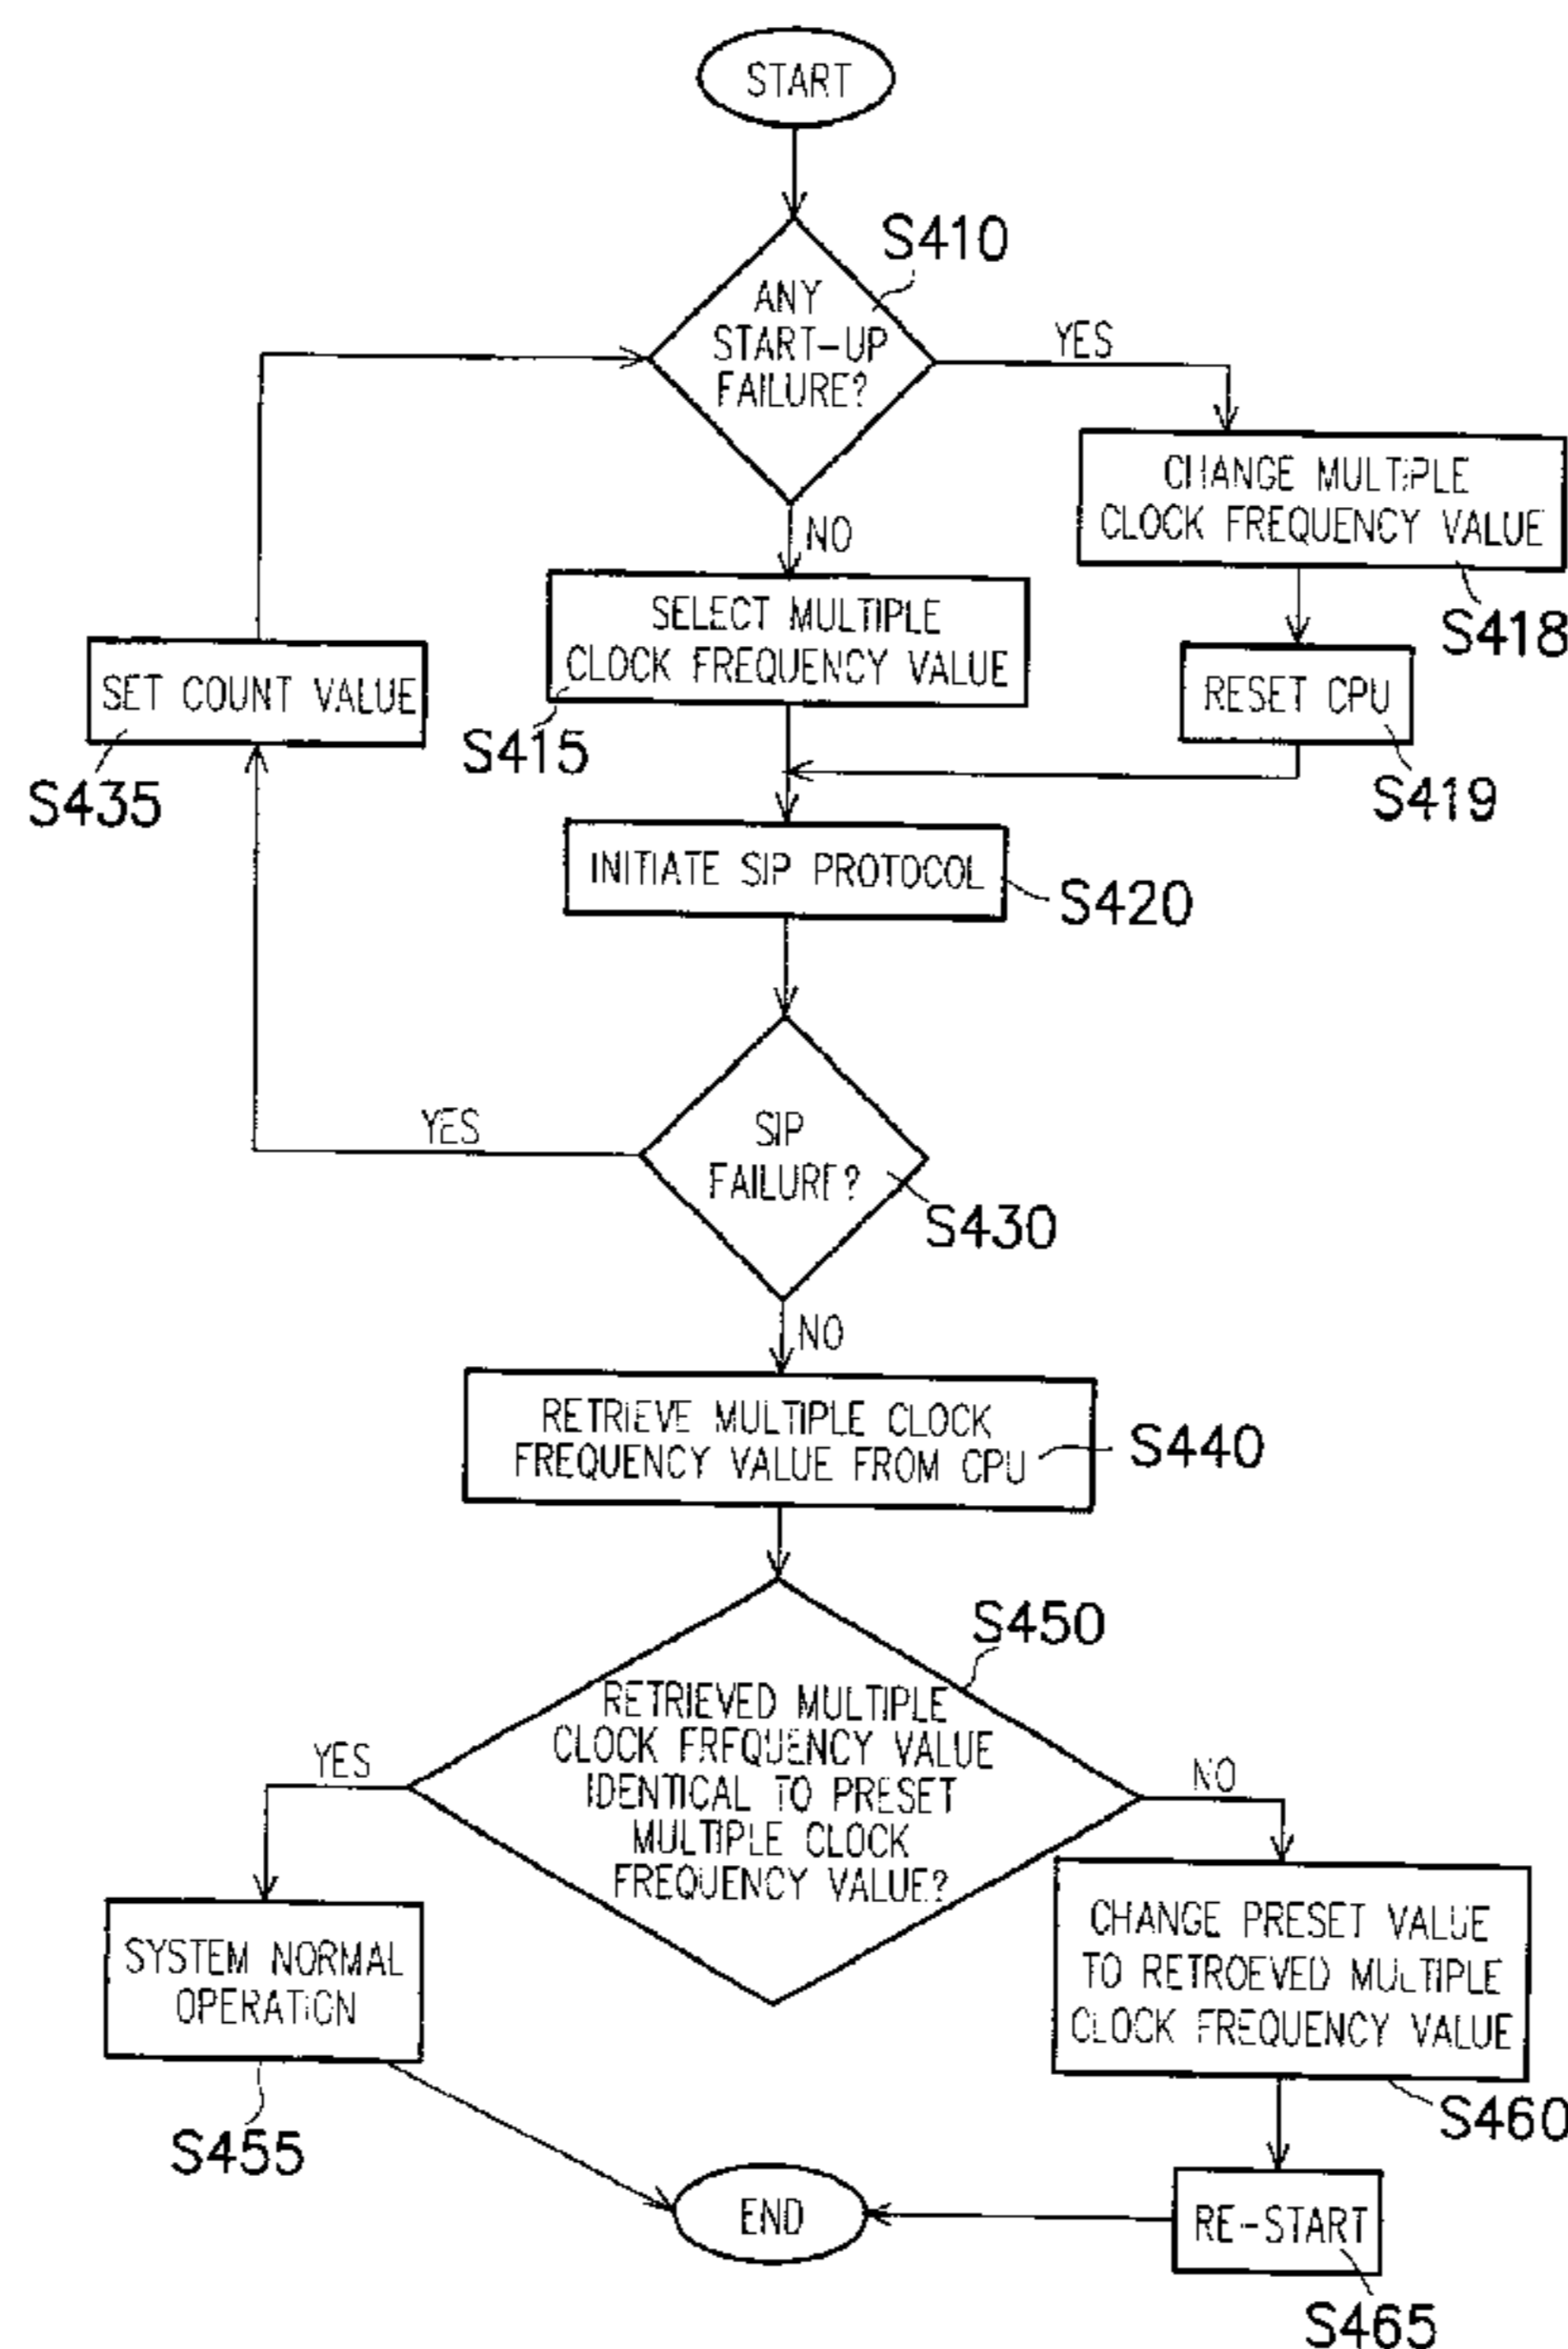 START
S410
ANY
START-UP
FAILURE?
YES
CHANGE MULTIPLE
CLOCK FREQUENCY VALUE
S418
NO
SELECT MULTIPLE
CLOCK FREQUENCY VALUE
S415
RESET CPU
S419
SET COUNT VALUE
S435
INITIATE SIP PROTOCOL
S420
YES
SIP
FAILURE?
S430
NO
RETRIEVE MULTIPLE CLOCK
FREQUENCY VALUE FROM CPU
S440
S450
RETRIEVED MULTIPLE
CLOCK FREQUENCY VALUE
IDENTICAL TO PRESET
MULTIPLE CLOCK
FREQUENCY VALUE?
YES
NO
SYSTEM NORMAL
OPERATION
S455
CHANGE PRESET VALUE
TO RETROEVED MULTIPLE
CLOCK FREQUENCY VALUE
S460
END
RE-START
S465